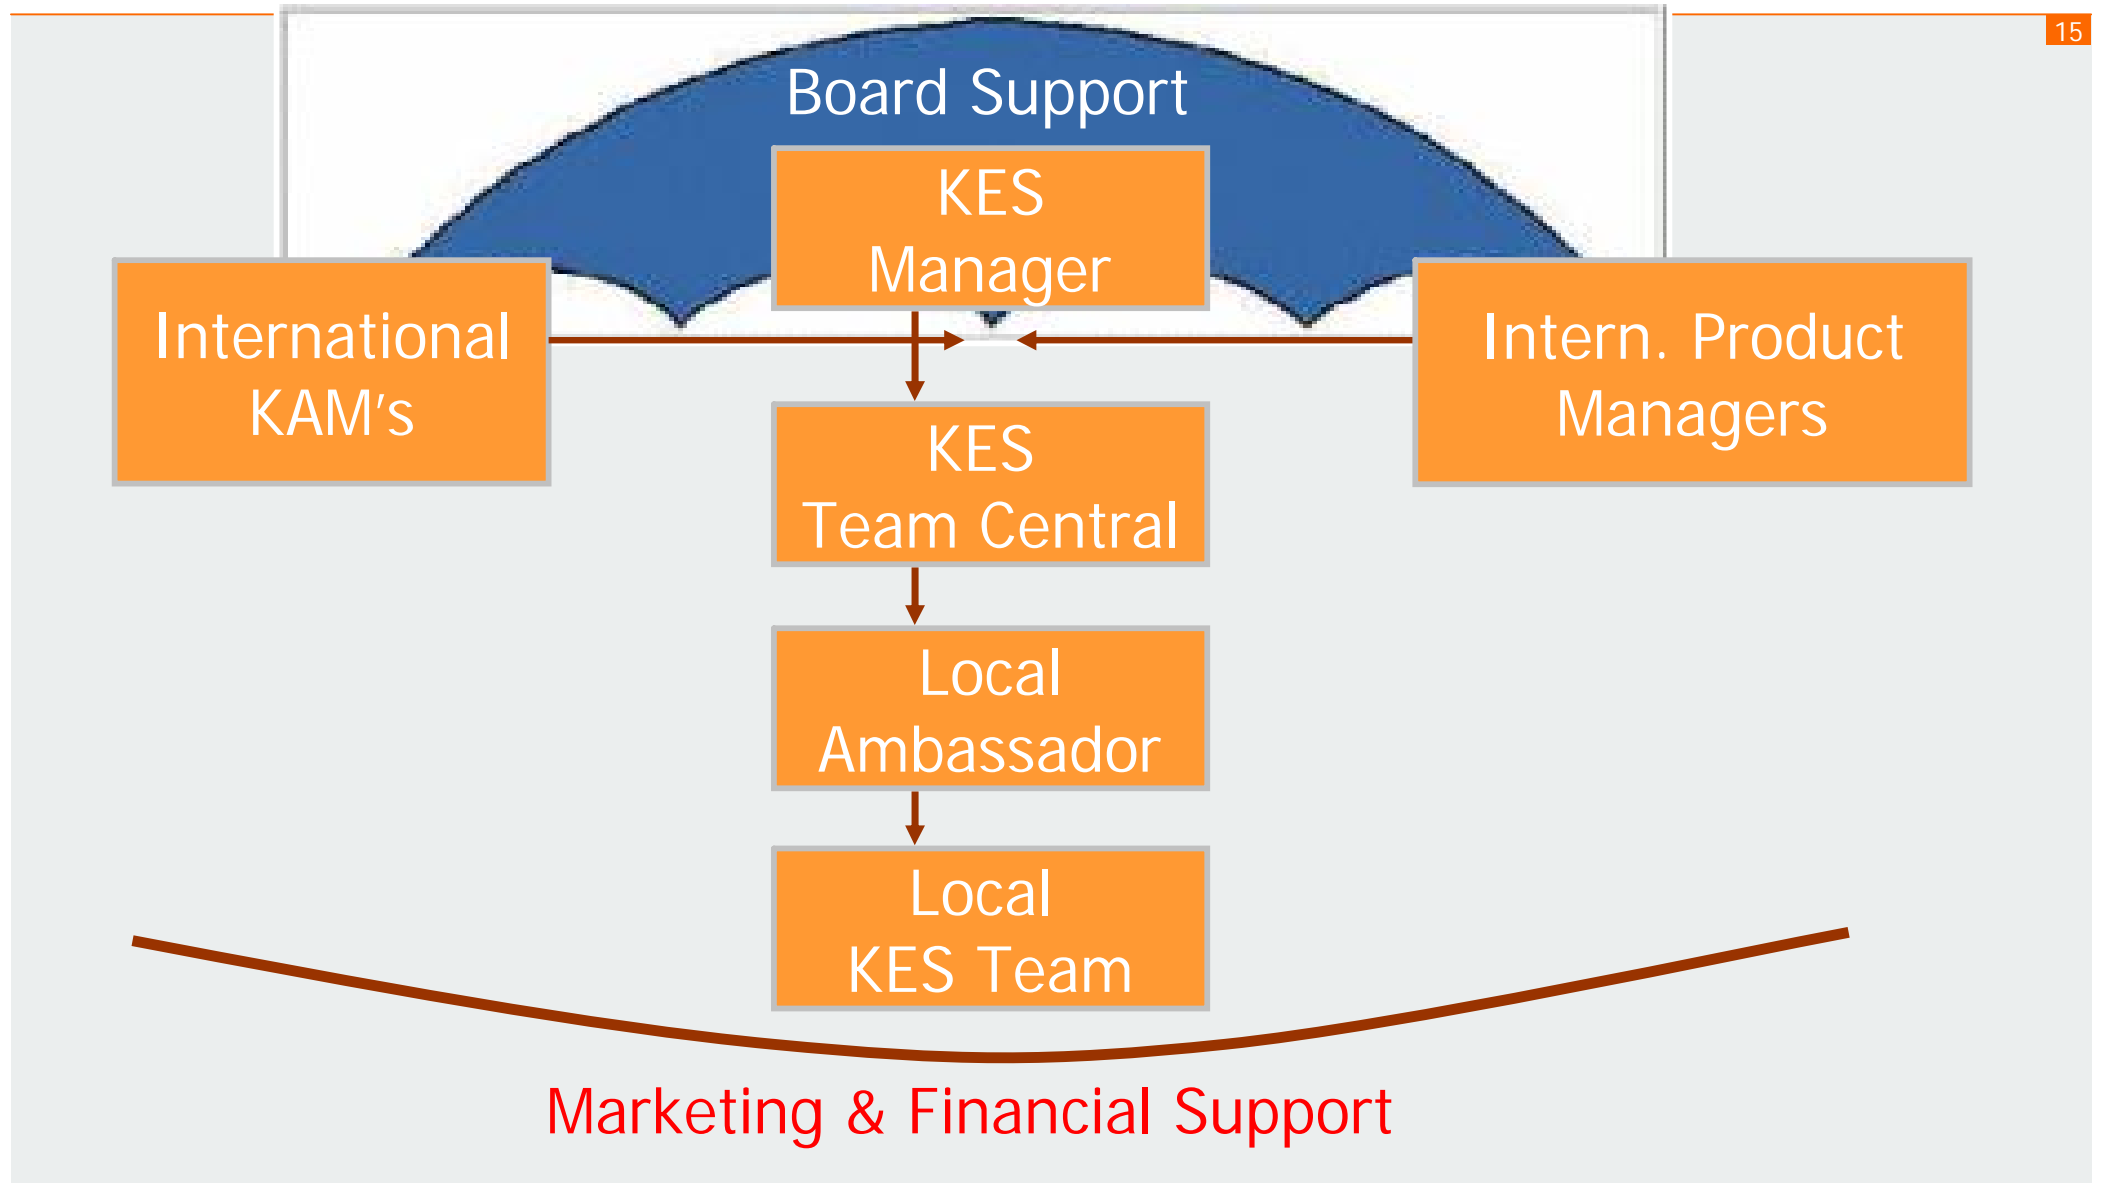 15
Board Support
KES
Manager
International
KAM's
Intern. Product
Managers
KES
Team Central
Local
Ambassador
Local
KES Team
Marketing & Financial Support